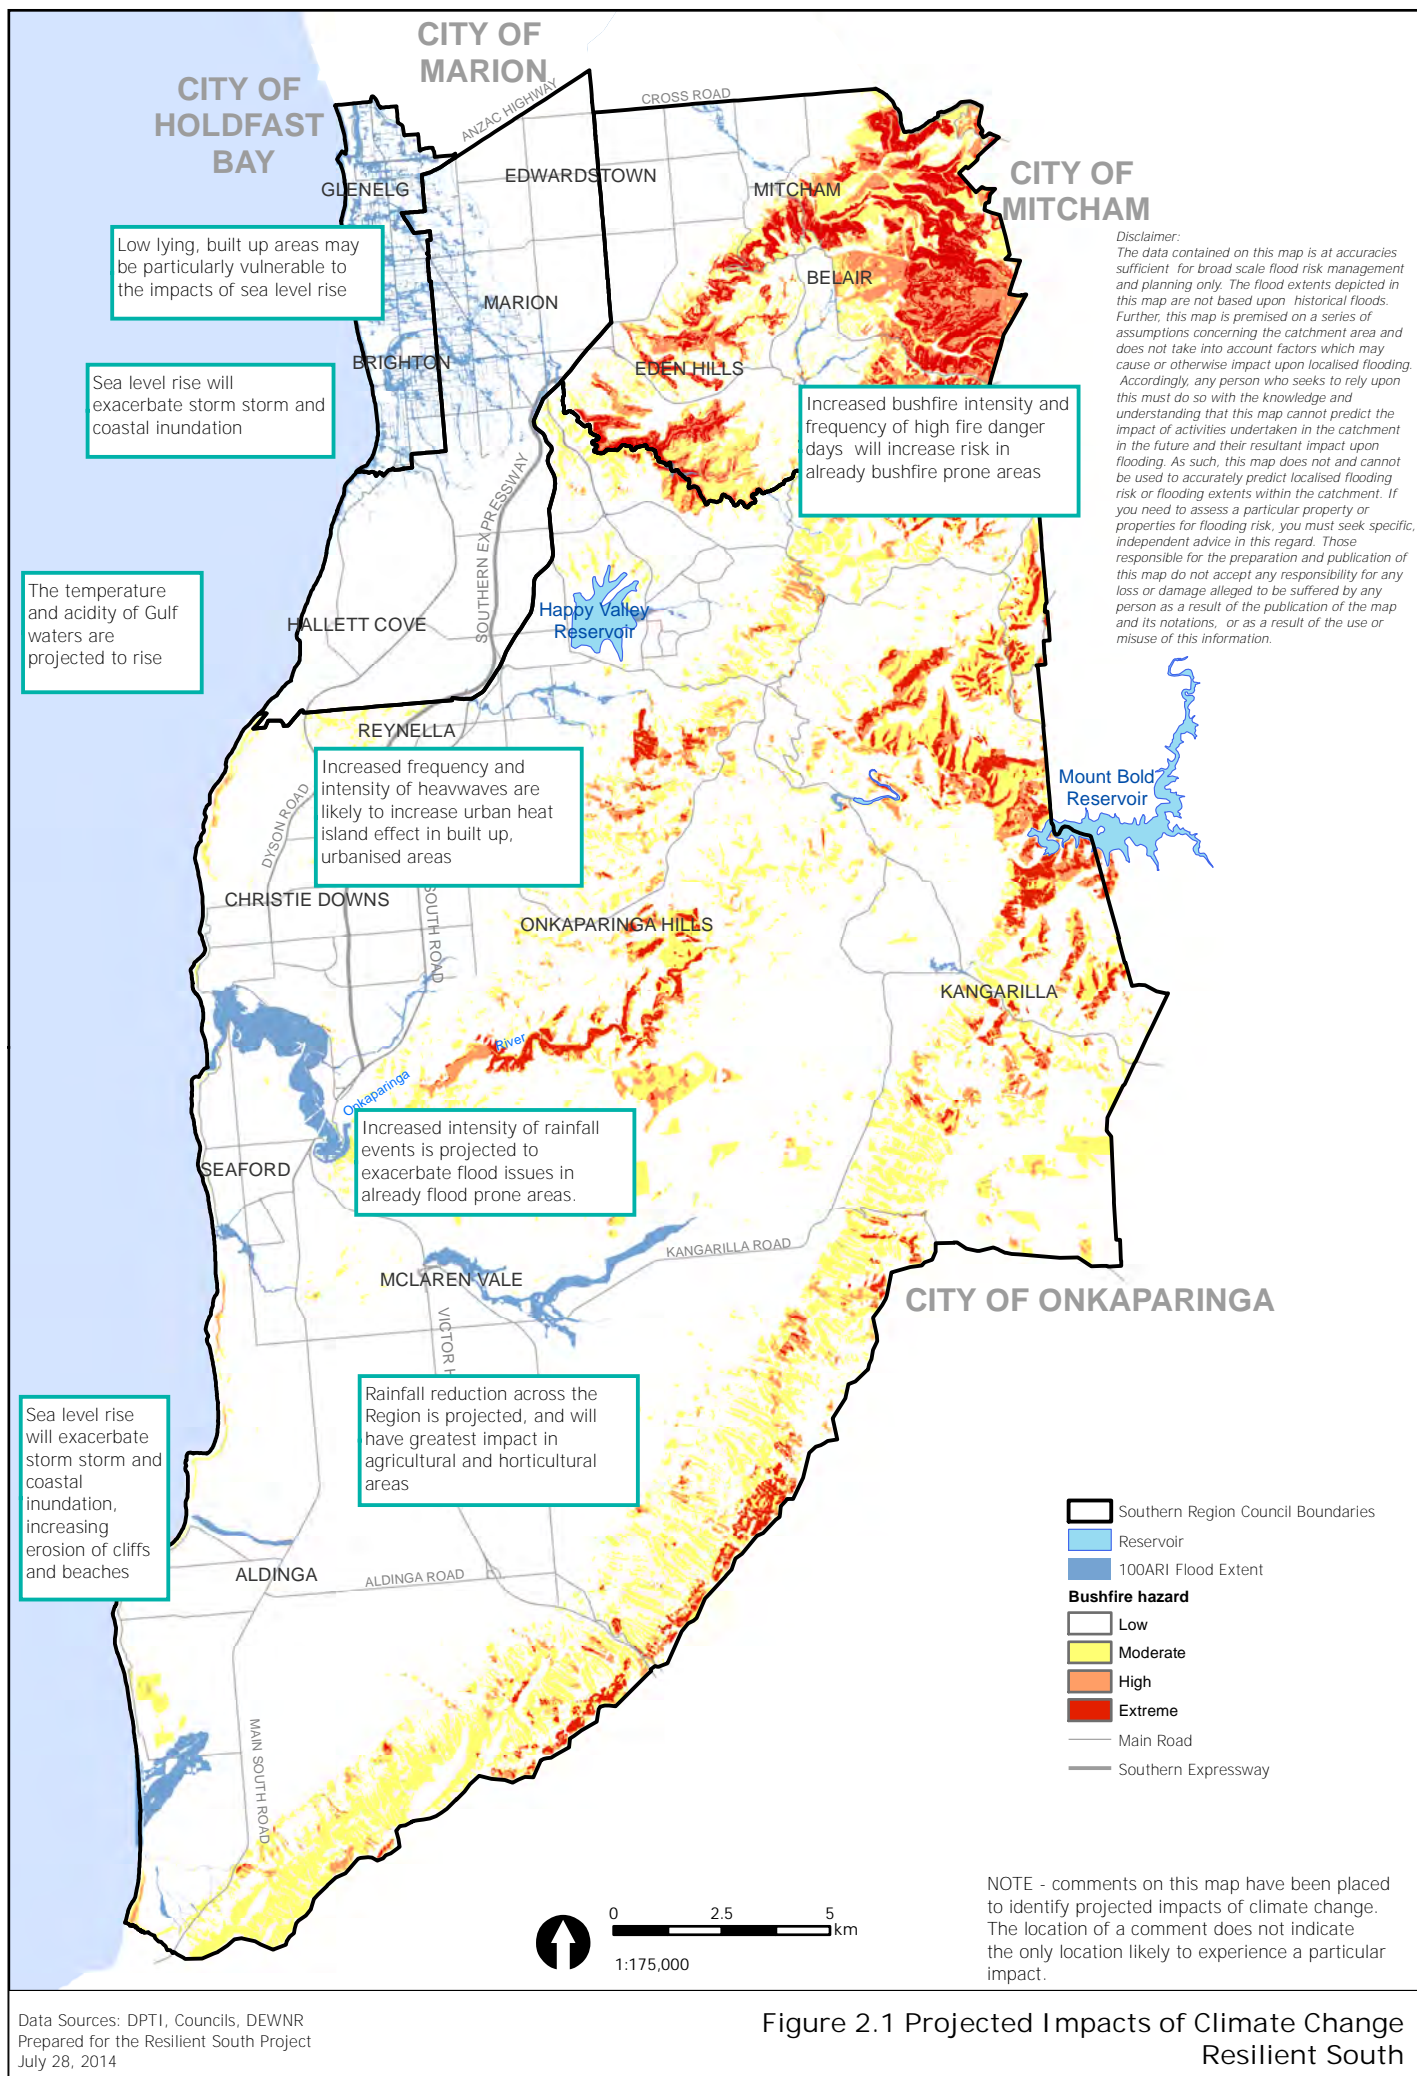 CITY OF
MARION
CITY OF
HOLDFAST
BAY
ANZAC HIGHWAY
CROSS ROAD
GLENELG
EDWARDSTOWN
MITCHAM
CITY OF
MITCHAM
Low lying, built up areas may
be particularly vulnerable to
the impacts of sea level rise
BELAIR
MARION
BRIGHTON
EDEN HILLS
Disclaimer:
The data contained on this map is at accuracies
sufficient for broad scale flood risk management
and planning only. The flood extents depicted in
this map are not based upon historical floods.
Further, this map is premised on a series of
assumptions concerning the catchment area and
does not take into account factors which may
cause or otherwise impact upon localised flooding.
Accordingly, any person who seeks to rely upon
this must do so with the knowledge and
understanding that this map cannot predict the
impact of activities undertaken in the catchment
in the future and their resultant impact upon
flooding. As such, this map does not and cannot
be used to accurately predict localised flooding
risk or flooding extents within the catchment. If
you need to assess a particular property or
properties for flooding risk, you must seek specific,
independent advice in this regard. Those
responsible for the preparation and publication of
this map do not accept any responsibility for any
loss or damage alleged to be suffered by any
person as a result of the publication of the map
and its notations, or as a result of the use or
misuse of this information.
Sea level rise will
exacerbate storm storm and
coastal inundation
Increased bushfire intensity and
frequency of high fire danger
days will increase risk in
already bushfire prone areas
SOUTHERN EXPRESSWAY
The temperature
and acidity of Gulf
waters are
projected to rise
Happy Valley
Reservoir
HALLETT COVE
REYNELLA
Increased frequency and
intensity of heavwaves are
likely to increase urban heat
island effect in built up,
urbanised areas
Mount Bold
Reservoir
DYSON ROAD
CHRISTIE DOWNS
SOUTH ROAD
ONKAPARINGA HILLS
KANGARILLA
River
Onkaparinga
Increased intensity of rainfall
events is projected to
exacerbate flood issues in
already flood prone areas.
SEAFORD
KANGARILLA ROAD
MCLAREN VALE
CITY OF ONKAPARINGA
VICTOR H
Rainfall reduction across the
Region is projected, and will
have greatest impact in
agricultural and horticultural
areas
Sea level rise
will exacerbate
storm storm and
coastal
inundation,
increasing
erosion of cliffs
and beaches
ALDINGA
ALDINGA ROAD
MAIN SOUTH ROAD
Southern Region Council Boundaries
Reservoir
100ARI Flood Extent
Bushfire hazard
Low
Moderate
High
Extreme
Main Road
Southern Expressway
NOTE - comments on this map have been placed
to identify projected impacts of climate change.
The location of a comment does not indicate
the only location likely to experience a particular
impact.
0 2.5 5
km
1:175,000
Data Sources: DPTI, Councils, DEWNR
Prepared for the Resilient South Project
July 28, 2014
Figure 2.1 Projected Impacts of Climate Change
Resilient South